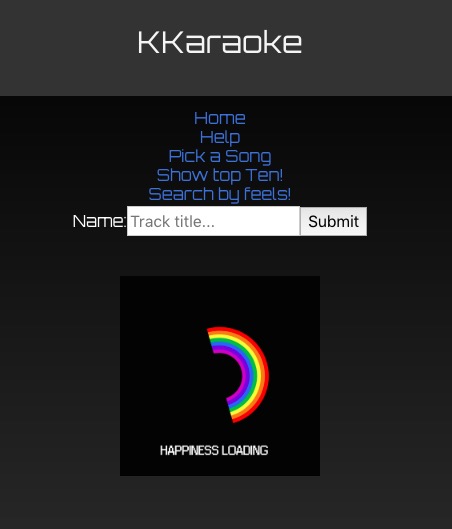 KKaraoke
Home
Help
Pick a Song
Show top Ten!
Search by feels!
Name: Track title... Submit
HAPPINESS LOADING